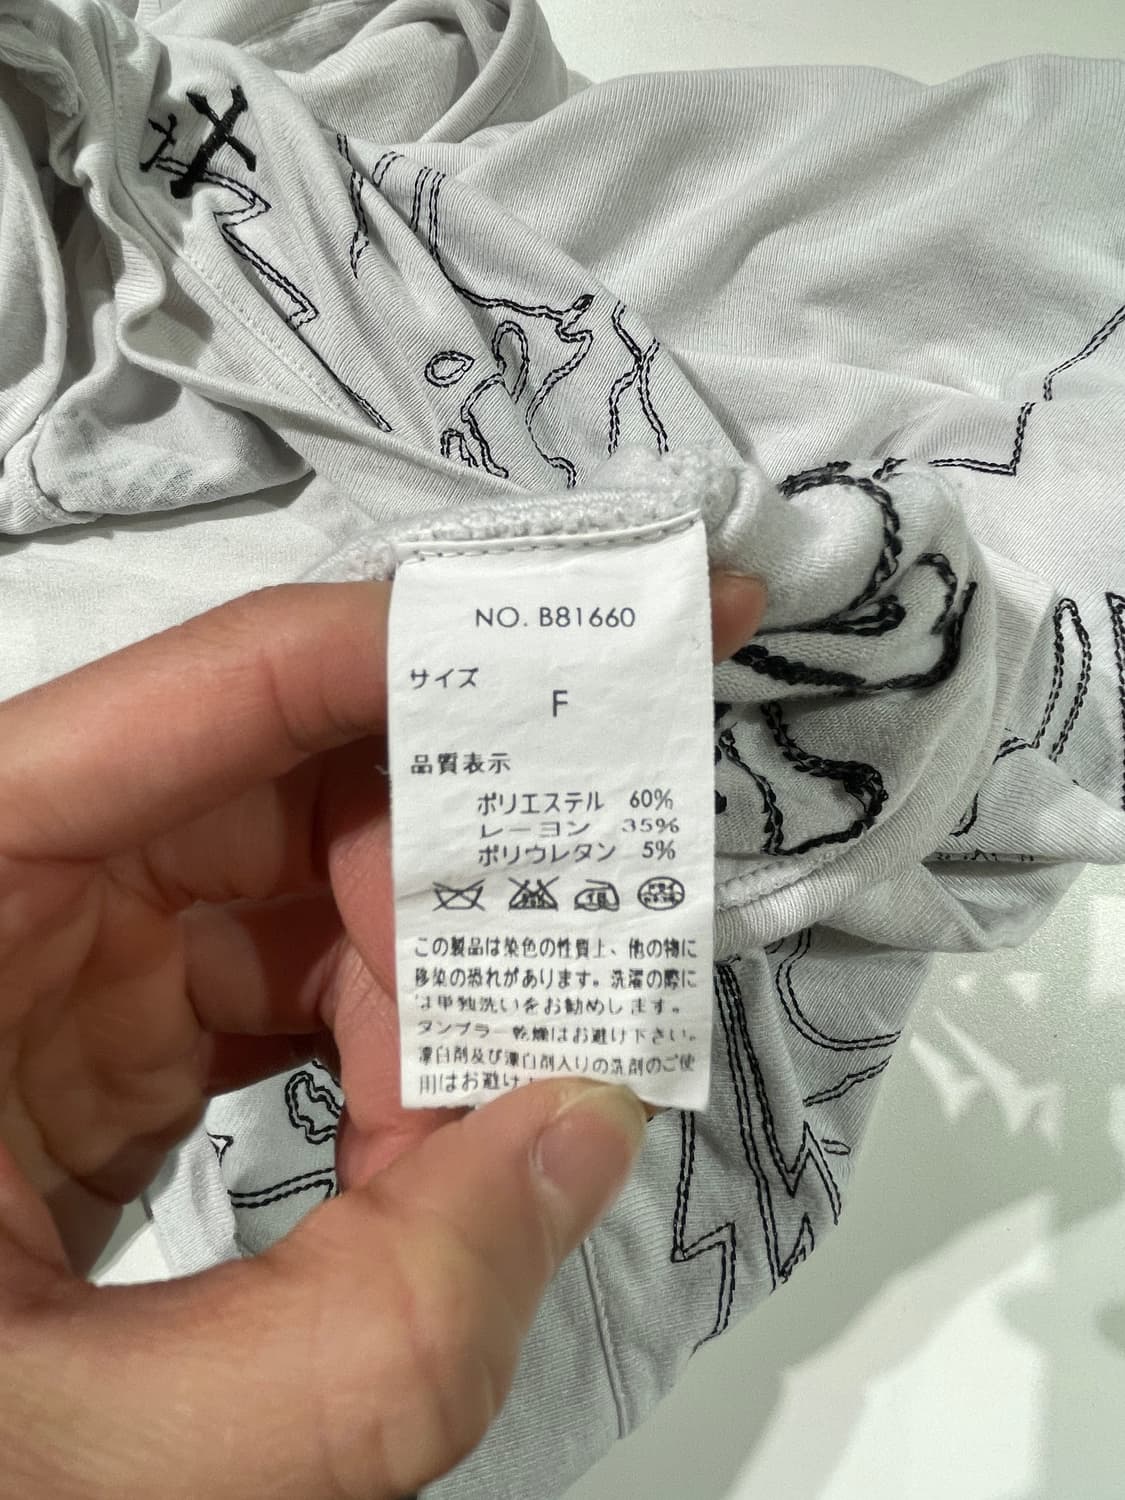 NO. B81660
サイズ
F
品質表示
ポリエステル 60%
レーヨン 35%
ポリウレタン 5%
この製品は染色の性質上、他の物に
移染の恐れがあります。洗濯の際に
は単独洗いをお勧めします。
タンブラー乾燥はお避け下さい。
漂白剤及び漂白剤入りの洗剤のご使
用はお避け